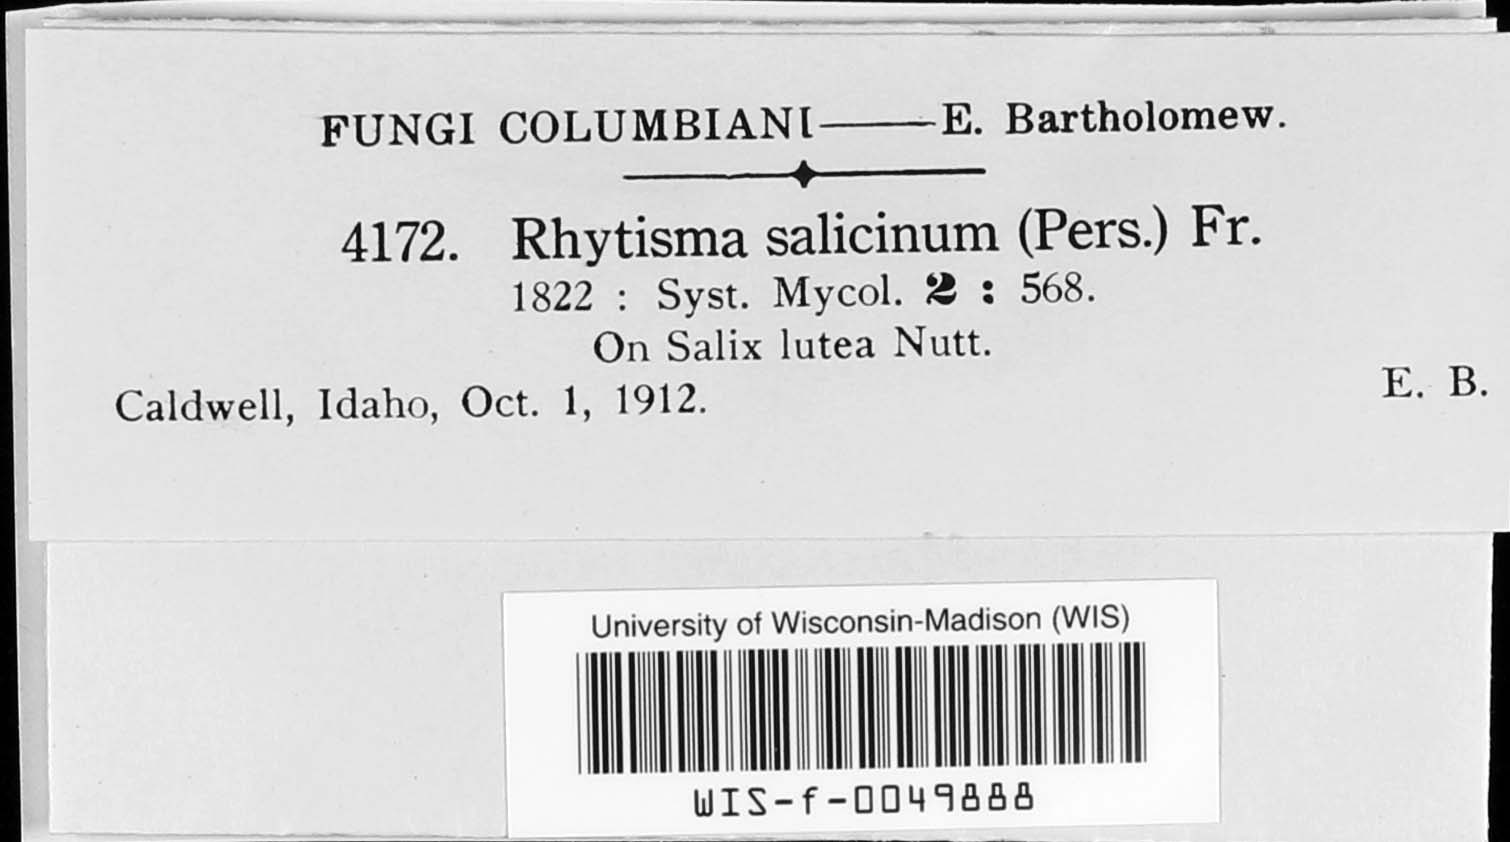 FUNGI COLUMBIANI——E. Bartholomew.
4172. Rhytisma salicinum (Pers.) Fr.
1822 : Syst. Mycol. 2 : 568.
On Salix lutea Nutt.
Caldwell, Idaho, Oct. 1, 1912. E. B.
University of Wisconsin-Madison (WIS)
WIS-f-0049888